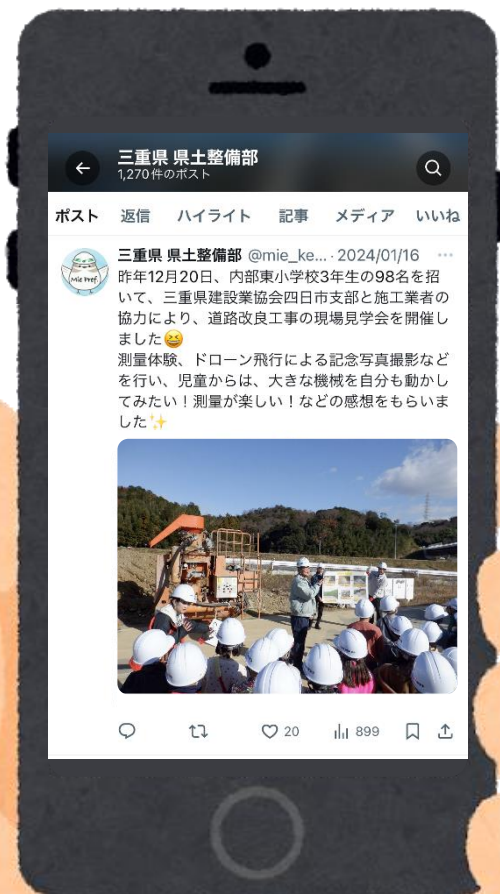 三重県 県土整備部
1,270件のポスト
ポスト 返信 ハイライト 記事 メディア いいね
三重県 県土整備部 @mie_ke... · 2024/01/16
昨年12月20日、内部東小学校3年生の98名を招
いて、三重県建設業協会四日市支部と施工業者の
協力により、道路改良工事の現場見学会を開催し
ました😆
測量体験、ドローン飛行による記念写真撮影など
を行い、児童からは、大きな機械を自分も動かし
てみたい！測量が楽しい！などの感想をもらいま
した✨
Mie Pref.
20 899